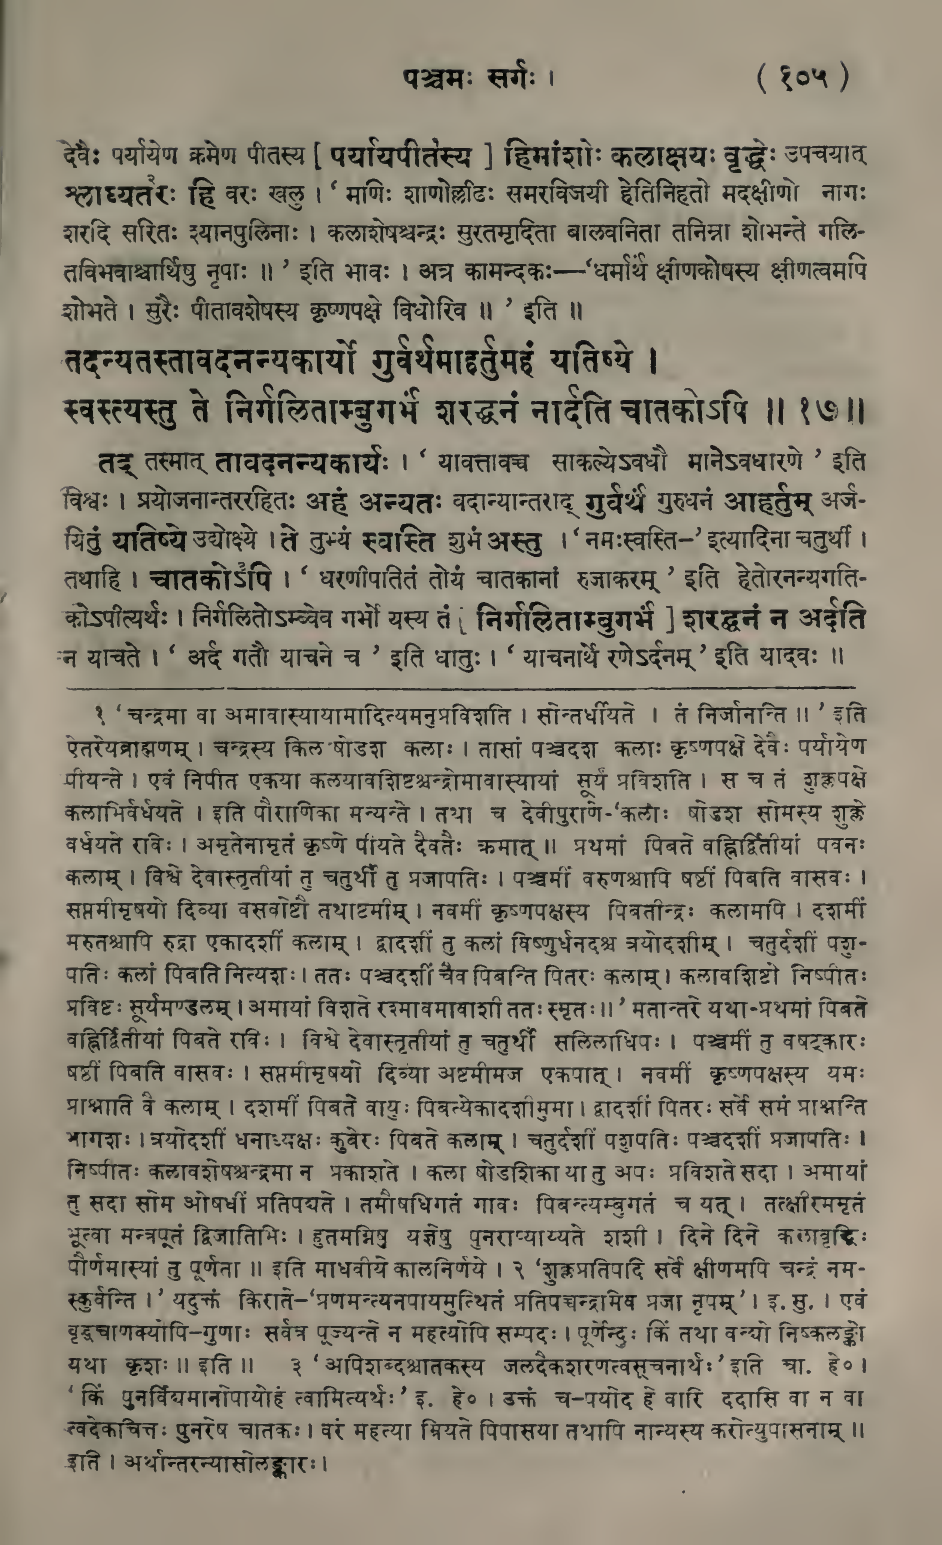 पञ्चमः सर्गः । ( १०५ )
देवैः पर्यायेण क्रमेण पीतस्य [ पर्यायपीतस्य ] हिमांशोः कलाक्षयः वृद्धेः उपचयात्
श्लाघ्यतरः हि वरः खलु । ‘ मणिः शाणोल्लीढः समरविजयी हेतिनिहतो मदक्षीणो नागः
शरदि सरितः श्यानपुलिनाः । कलाशेषश्चन्द्रः सुरतमृदिता बालवनिता तनिम्ना शोभन्ते गलि-
तविभवाश्चार्थिषु नृपाः ॥ ’ इति भावः । अत्र कामन्दकः—‘धर्मार्थं क्षीणकोषस्य क्षीणत्वमपि
शोभते । सुरैः पीतावशेषस्य कृष्णपक्षे विधोरिव ॥ ’ इति ॥
तदन्यतस्तावदनन्यकार्यो गुर्वर्थमाहर्तुमहं यतिष्ये ।
स्वस्त्यस्तु ते निर्गलिताम्बुगर्भं शरद्धनं नार्दति चातकोऽपि ॥ १७ ॥
तद् तस्मात् तावदनन्यकार्यः । ‘ यावत्तावच्च साकल्येऽवधौ मानेऽवधारणे ’ इति
विश्वः । प्रयोजनान्तररहितः अहं अन्यतः वदान्यान्तराद् गुर्वर्थं गुरुधनं आहर्तुम् अर्ज-
यितुं यतिष्ये उद्योक्ष्ये । ते तुभ्यं स्वास्ति शुभं अस्तु । ‘ नमःस्वस्ति–’ इत्यादिना चतुर्थी ।
तथाहि । चातकोऽपि । ‘ धरणीपातितं तोयं चातकानां रुजाकरम् ’ इति हेतोरनन्यगति-
कोऽपीत्यर्थः । निर्गलितोऽम्ब्वेव गर्भो यस्य तं [ निर्गलिताम्बुगर्भं ] शरद्धनं न अर्दति
न याचते । ‘ अर्द गतौ याचने च ’ इति धातुः । ‘ याचनार्थे रणेऽर्दनम् ’ इति यादवः ॥
१ ‘ चन्द्रमा वा अमावास्यायामादित्यमनुप्रविशति । सोन्तर्धीयते । तं निर्जानन्ति ॥ ’ इति
ऐतरेयब्राह्मणम् । चन्द्रस्य किल षोडश कलाः । तासां पञ्चदश कलाः कृष्णपक्षे देवैः पर्यायेण
पीयन्ते । एवं निपीत एकया कलयावशिष्टश्चन्द्रोमावास्यायां सूर्यं प्रविशति । स च तं शुक्लपक्षे
कलाभिर्वर्धयते । इति पौराणिका मन्यन्ते । तथा च देवीपुराणे-‘कलाः षोडश सोमस्य शुक्ले
वर्धयते रविः । अमृतेनामृतं कृष्णे पीयते दैवतैः क्रमात् ॥ प्रथमां पिबते वह्निर्द्वितीयां पवनः
कलाम् । विश्वे देवास्तृतीयां तु चतुर्थीं तु प्रजापतिः । पञ्चमीं वरुणश्चापि षष्ठीं पिबति वासवः ।
सप्तमीमृषयो दिव्या वसवोष्टौ तथाष्टमीम् । नवमीं कृष्णपक्षस्य पिबतीन्द्रः कलामपि । दशमीं
मरुतश्चापि रुद्रा एकादशीं कलाम् । द्वादशीं तु कलां विष्णुर्धनदश्च त्रयोदशीम् । चतुर्दशीं पशु-
पतिः कलां पिबति नित्यशः । ततः पञ्चदशीं चैव पिबन्ति पितरः कलाम् । कलावशिष्टो निष्पीतः
प्रविष्टः सूर्यमण्डलम् । अमायां विशते रश्मावमावाशी ततः स्मृतः ॥ ’ मतान्तरे यथा-प्रथमां पिबते
वह्निर्द्वितीयां पिबते रविः । विश्वे देवास्तृतीयां तु चतुर्थीं सलिलाधिपः । पञ्चमीं तु वषट्कारः
षष्ठीं पिबति वासवः । सप्तमीमृषयो दिव्या अष्टमीमज एकपात् । नवमीं कृष्णपक्षस्य यमः
प्राश्नाति वै कलाम् । दशमीं पिबते वायुः पिबत्येकादशीमुमा । द्वादशीं पितरः सर्वे समं प्राश्नन्ति
भागशः । त्रयोदशीं धनाध्यक्षः कुबेरः पिबते कलाम् । चतुर्दशीं पशुपतिः पञ्चदशीं प्रजापतिः ।
निष्पीतः कलावशेषश्चन्द्रमा न प्रकाशते । कला षोडशिका या तु अपः प्रविशते सदा । अमायां
तु सदा सोम ओषधीं प्रतिपद्यते । तमौषधिगतं गावः पिबन्त्यम्बुगतं च यत् । तत्क्षीरममृतं
भूत्वा मन्त्रपूतं द्विजातिभिः । हुतमग्निषु यज्ञेषु पुनराप्याय्यते शशी । दिने दिने कलावृद्धिः
पौर्णमास्यां तु पूर्णता ॥ इति माधवीये कालनिर्णये । २ ‘शुक्लप्रतिपदि सर्वे क्षीणमपि चन्द्रं नम-
स्कुर्वन्ति ।’ यदुक्तं किराते–‘प्रणमन्त्यनपायमुत्थितं प्रतिपच्चन्द्रामिव प्रजा नृपम्’ । इ. सु. । एवं
वृद्धचाणक्योपि–गुणाः सर्वत्र पूज्यन्ते न महत्योपि सम्पदः । पूर्णेन्दुः किं तथा वन्द्यो निष्कलङ्को
यथा कृशः ॥ इति ॥ ३ ‘ अपिशब्दश्चातकस्य जलदैकशरणत्वसूचनार्थः ’ इति चा. हे० ।
‘ किं पुनर्वियमानोपायोहं त्वामित्यर्थः ’ इ. हे० । उक्तं च–पयोद हे वारि ददासि वा न वा
त्वदेकचित्तः पुनरेष चातकः । वरं महत्या म्रियते पिपासया तथापि नान्यस्य करोत्युपासनाम् ॥
इति । अर्थान्तरन्यासोलङ्कारः ।